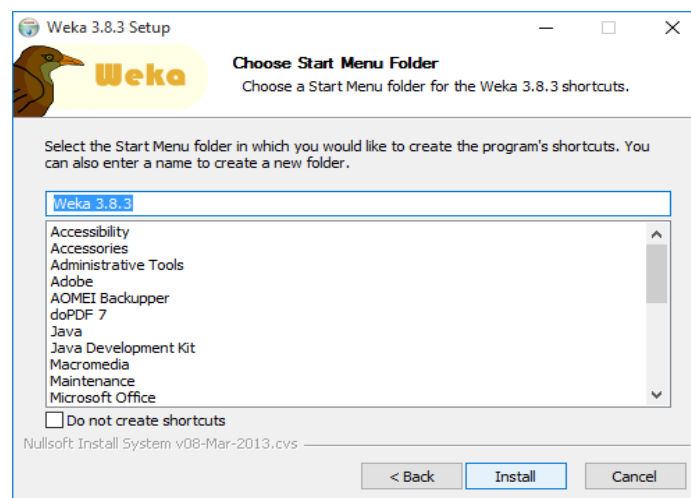 Weka 3.8.3 Setup
Weka
Choose Start Menu Folder
Choose a Start Menu folder for the Weka 3.8.3 shortcuts.
Select the Start Menu folder in which you would like to create the program's shortcuts. You
can also enter a name to create a new folder.
Weka 3.8.3
Accessibility
Accessories
Administrative Tools
Adobe
AOMEI Backupper
doPDF 7
Java
Java Development Kit
Macromedia
Maintenance
Microsoft Office
Do not create shortcuts
Nullsoft Install System v08-Mar-2013.cvs
< Back
Install
Cancel